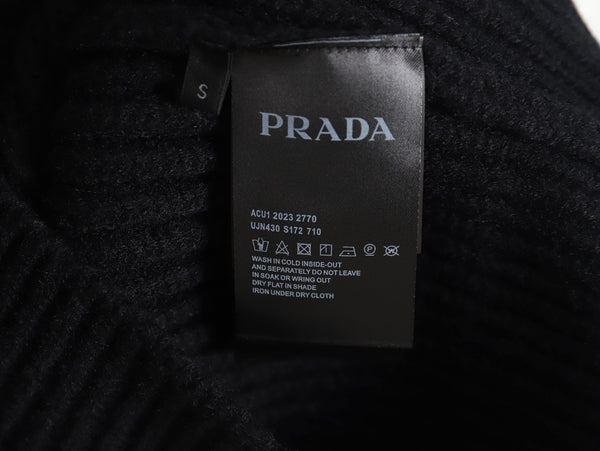 S
PRADA
ACU1 2023 2770
UJN430 S172 710
WASH IN COLD INSIDE-OUT
AND SEPARATELY DO NOT LEAVE
IN SOAK OR WRING OUT
DRY FLAT IN SHADE
IRON UNDER DRY CLOTH